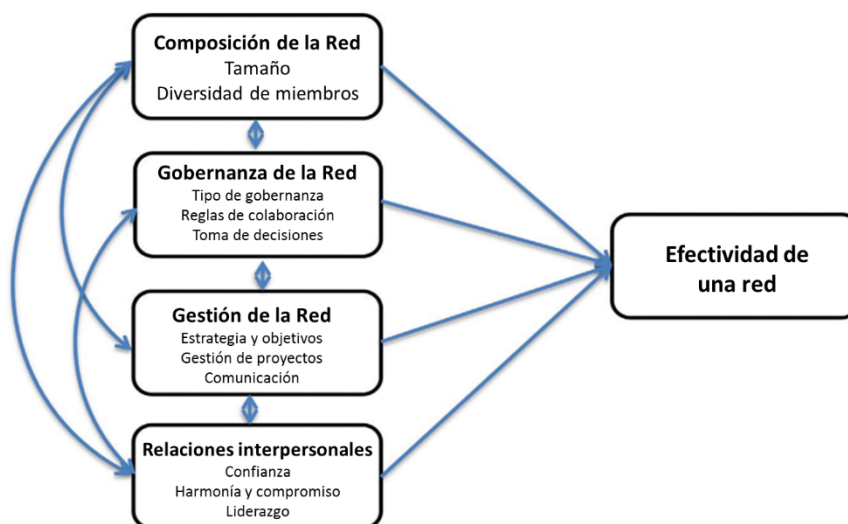 Composición de la Red
Tamaño
Diversidad de miembros
Gobernanza de la Red
Tipo de gobernanza
Reglas de colaboración
Toma de decisiones
Gestión de la Red
Estrategia y objetivos
Gestión de proyectos
Comunicación
Relaciones interpersonales
Confianza
Harmonía y compromiso
Liderazgo
Efectividad de
una red